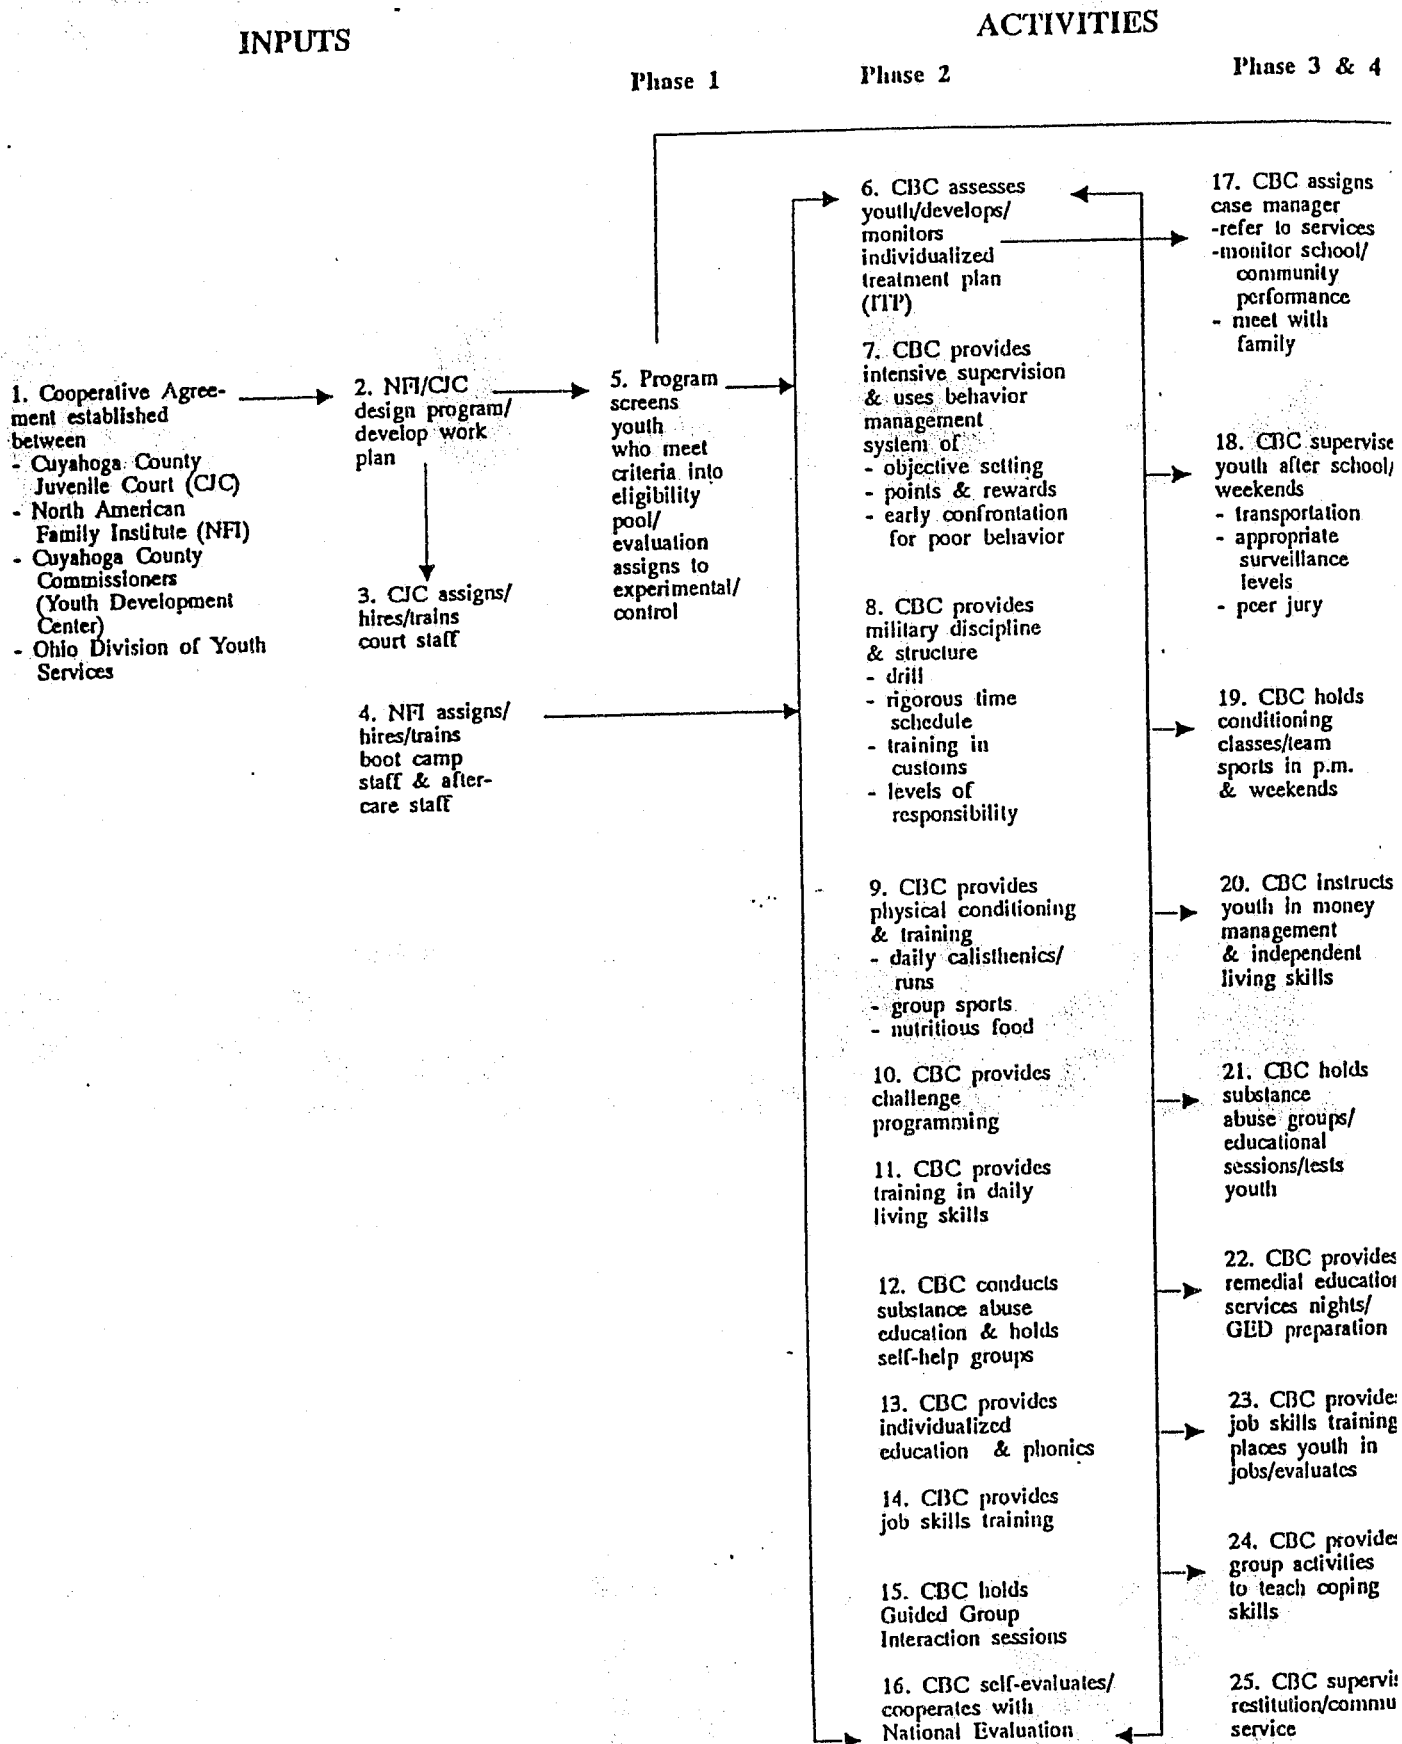 INPUTS
ACTIVITIES
Phase 1
Phase 2
Phase 3 & 4
1. Cooperative Agree-
ment established
between
- Cuyahoga County
Juvenile Court (CJC)
- North American
Family Institute (NFI)
- Cuyahoga County
Commissioners
(Youth Development
Center)
- Ohio Division of Youth
Services
2. NFI/CJC
design program/
develop work
plan
3. CJC assigns/
hires/trains
court staff
4. NFI assigns/
hires/trains
boot camp
staff & after-
care staff
5. Program
screens
youth
who meet
criteria into
eligibility
pool/
evaluation
assigns to
experimental/
control
6. CBC assesses
youth/develops/
monitors
individualized
treatment plan
(ITP)
7. CBC provides
intensive supervision
& uses behavior
management
system of
- objective setting
- points & rewards
- early confrontation
for poor behavior
8. CBC provides
military discipline
& structure
- drill
- rigorous time
schedule
- training in
customs
- levels of
responsibility
9. CBC provides
physical conditioning
& training
- daily calisthenics/
runs
- group sports
- nutritious food
10. CBC provides
challenge
programming
11. CBC provides
training in daily
living skills
12. CBC conducts
substance abuse
education & holds
self-help groups
13. CBC provides
individualized
education & phonics
14. CBC provides
job skills training
15. CBC holds
Guided Group
Interaction sessions
16. CBC self-evaluates/
cooperates with
National Evaluation
17. CBC assigns
case manager
-refer to services
-monitor school/
community
performance
- meet with
family
18. CBC supervise
youth after school/
weekends
- transportation
- appropriate
surveillance
levels
- peer jury
19. CBC holds
conditioning
classes/team
sports in p.m.
& weekends
20. CBC instructs
youth in money
management
& independent
living skills
21. CBC holds
substance
abuse groups/
educational
sessions/tests
youth
22. CBC provides
remedial education
services nights/
GED preparation
23. CBC provide
job skills training
places youth in
jobs/evaluates
24. CBC provide
group activities
to teach coping
skills
25. CBC supervi
restitution/commu
service